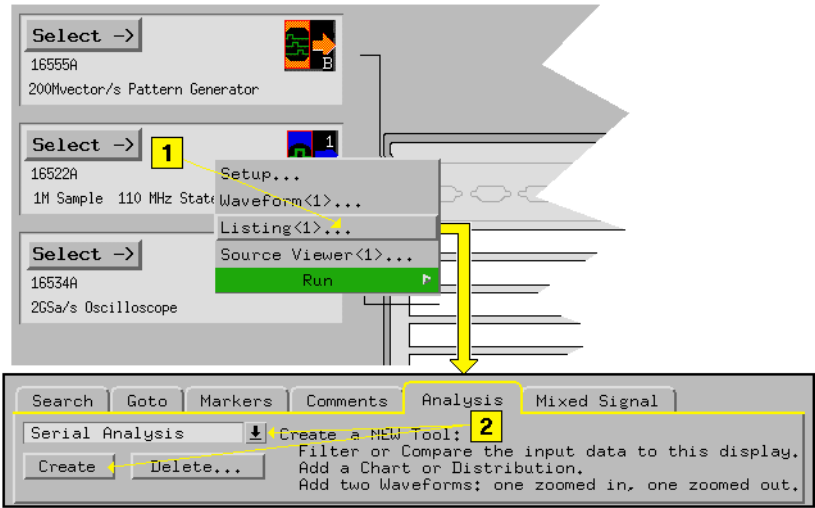 Select ->
B
16555A
200Mvector/s Pattern Generator
Select ->
1
1
16522A
1M Sample 110 MHz State
Setup...
Waveform<1>...
Listing<1>...
Source Viewer<1>...
Run
Select ->
16534A
2GSa/s Oscilloscope
Search
Goto
Markers
Comments
Analysis
Mixed Signal
Serial Analysis
Create a NEW Tool:
2
Filter or Compare the input data to this display.
Create
Delete...
Add a Chart or Distribution.
Add two Waveforms: one zoomed in, one zoomed out.